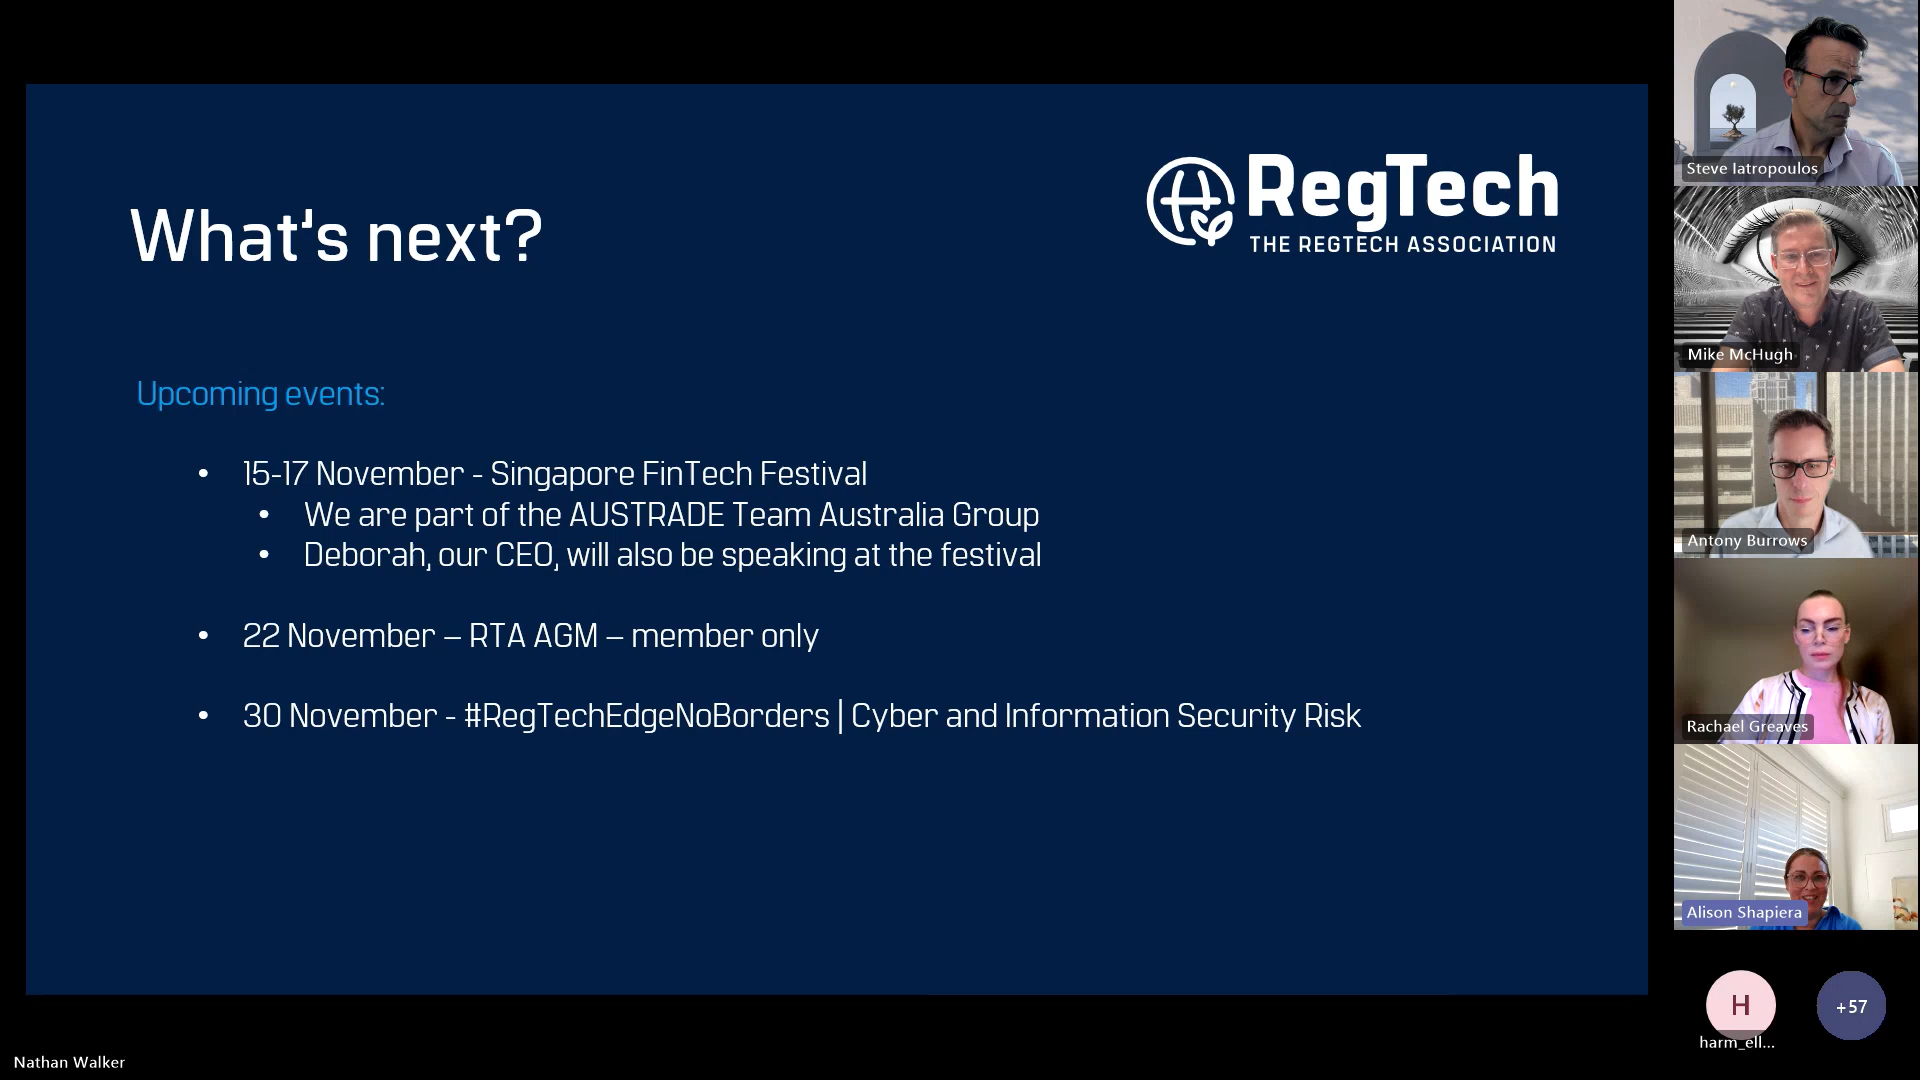 What's next?
RegTech
THE REGTECH ASSOCIATION
Upcoming events:
• 15-17 November - Singapore FinTech Festival
• We are part of the AUSTRADE Team Australia Group
• Deborah, our CEO, will also be speaking at the festival
• 22 November – RTA AGM – member only
• 30 November - #RegTechEdgeNoBorders | Cyber and Information Security Risk
Steve Iatropoulos
Mike McHugh
Antony Burrows
Rachael Greaves
Alison Shapiera
H
harm_ell...
+57
Nathan Walker